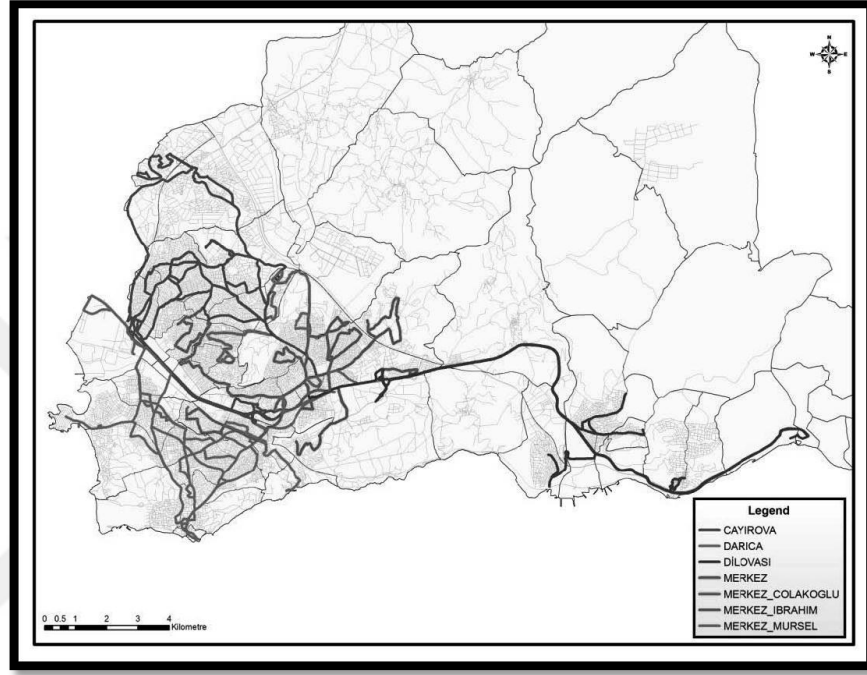 N
W E
S
Legend
CAYIROVA
DARICA
DİLOVASI
MERKEZ
MERKEZ_COLAKOGLU
MERKEZ_IBRAHIM
MERKEZ_MURSEL
0 0.5 1 2 3 4
Kilometre